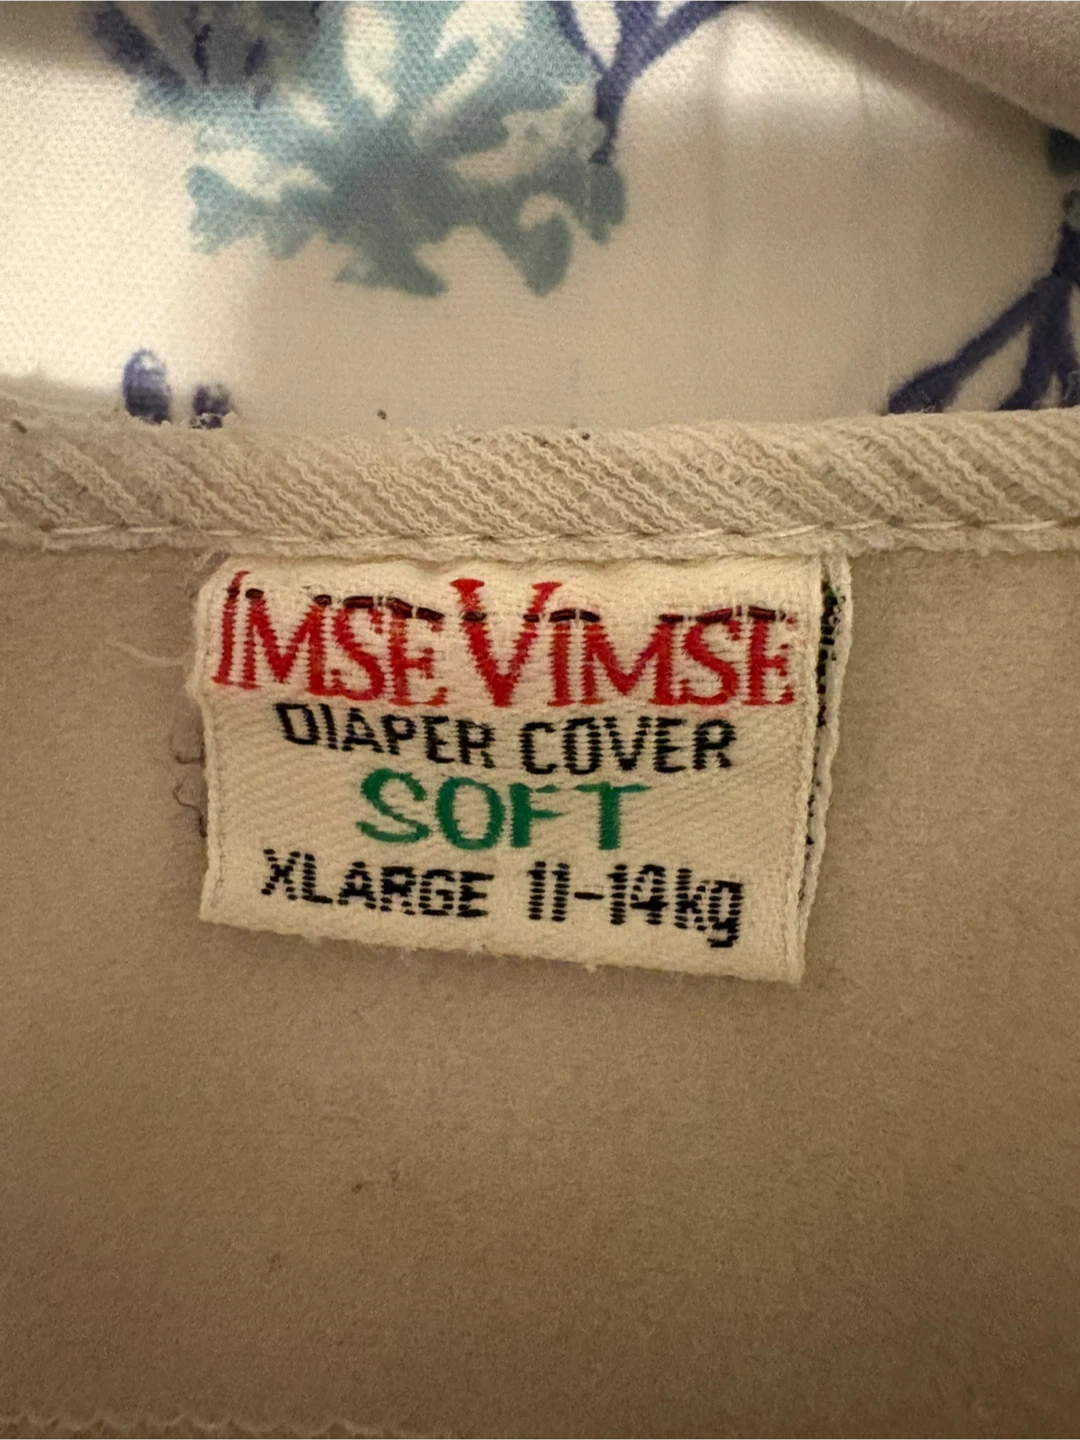 IMSE VIMSE
DIAPER COVER
SOFT
XLARGE 11-14kg